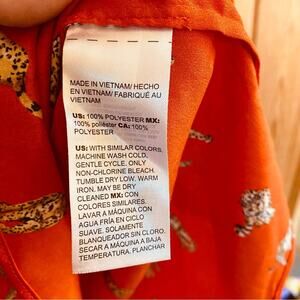 MADE IN VIETNAM/ HECHO
EN VIETNAM/ FABRIQUÉ AU
VIETNAM
US: 100% POLYESTER MX:
100% poliéster CA: 100%
POLYESTER
US: WITH SIMILAR COLORS.
MACHINE WASH COLD,
GENTLE CYCLE. ONLY
NON-CHLORINE BLEACH.
TUMBLE DRY LOW. WARM
IRON. MAY BE DRY
CLEANED MX: CON
COLORES SIMILARES.
LAVAR A MÁQUINA CON
AGUA FRÍA EN CICLO
SUAVE. SOLAMENTE
BLANQUEADOR SIN CLORO.
SECAR A MÁQUINA A BAJA
TEMPERATURA. PLANCHAR